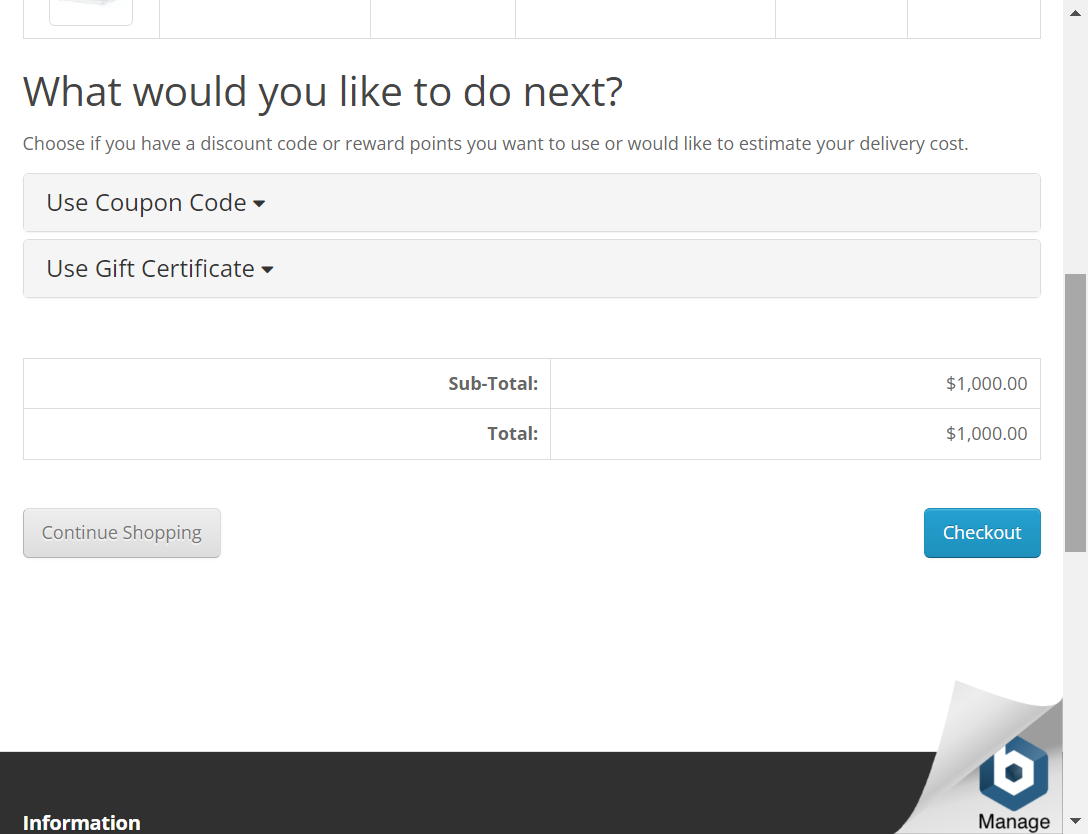 What would you like to do next?
Choose if you have a discount code or reward points you want to use or would like to estimate your delivery cost.
Use Coupon Code
Use Gift Certificate
Sub-Total: $1,000.00
Total: $1,000.00
Continue Shopping
Checkout
Information
b
Manage